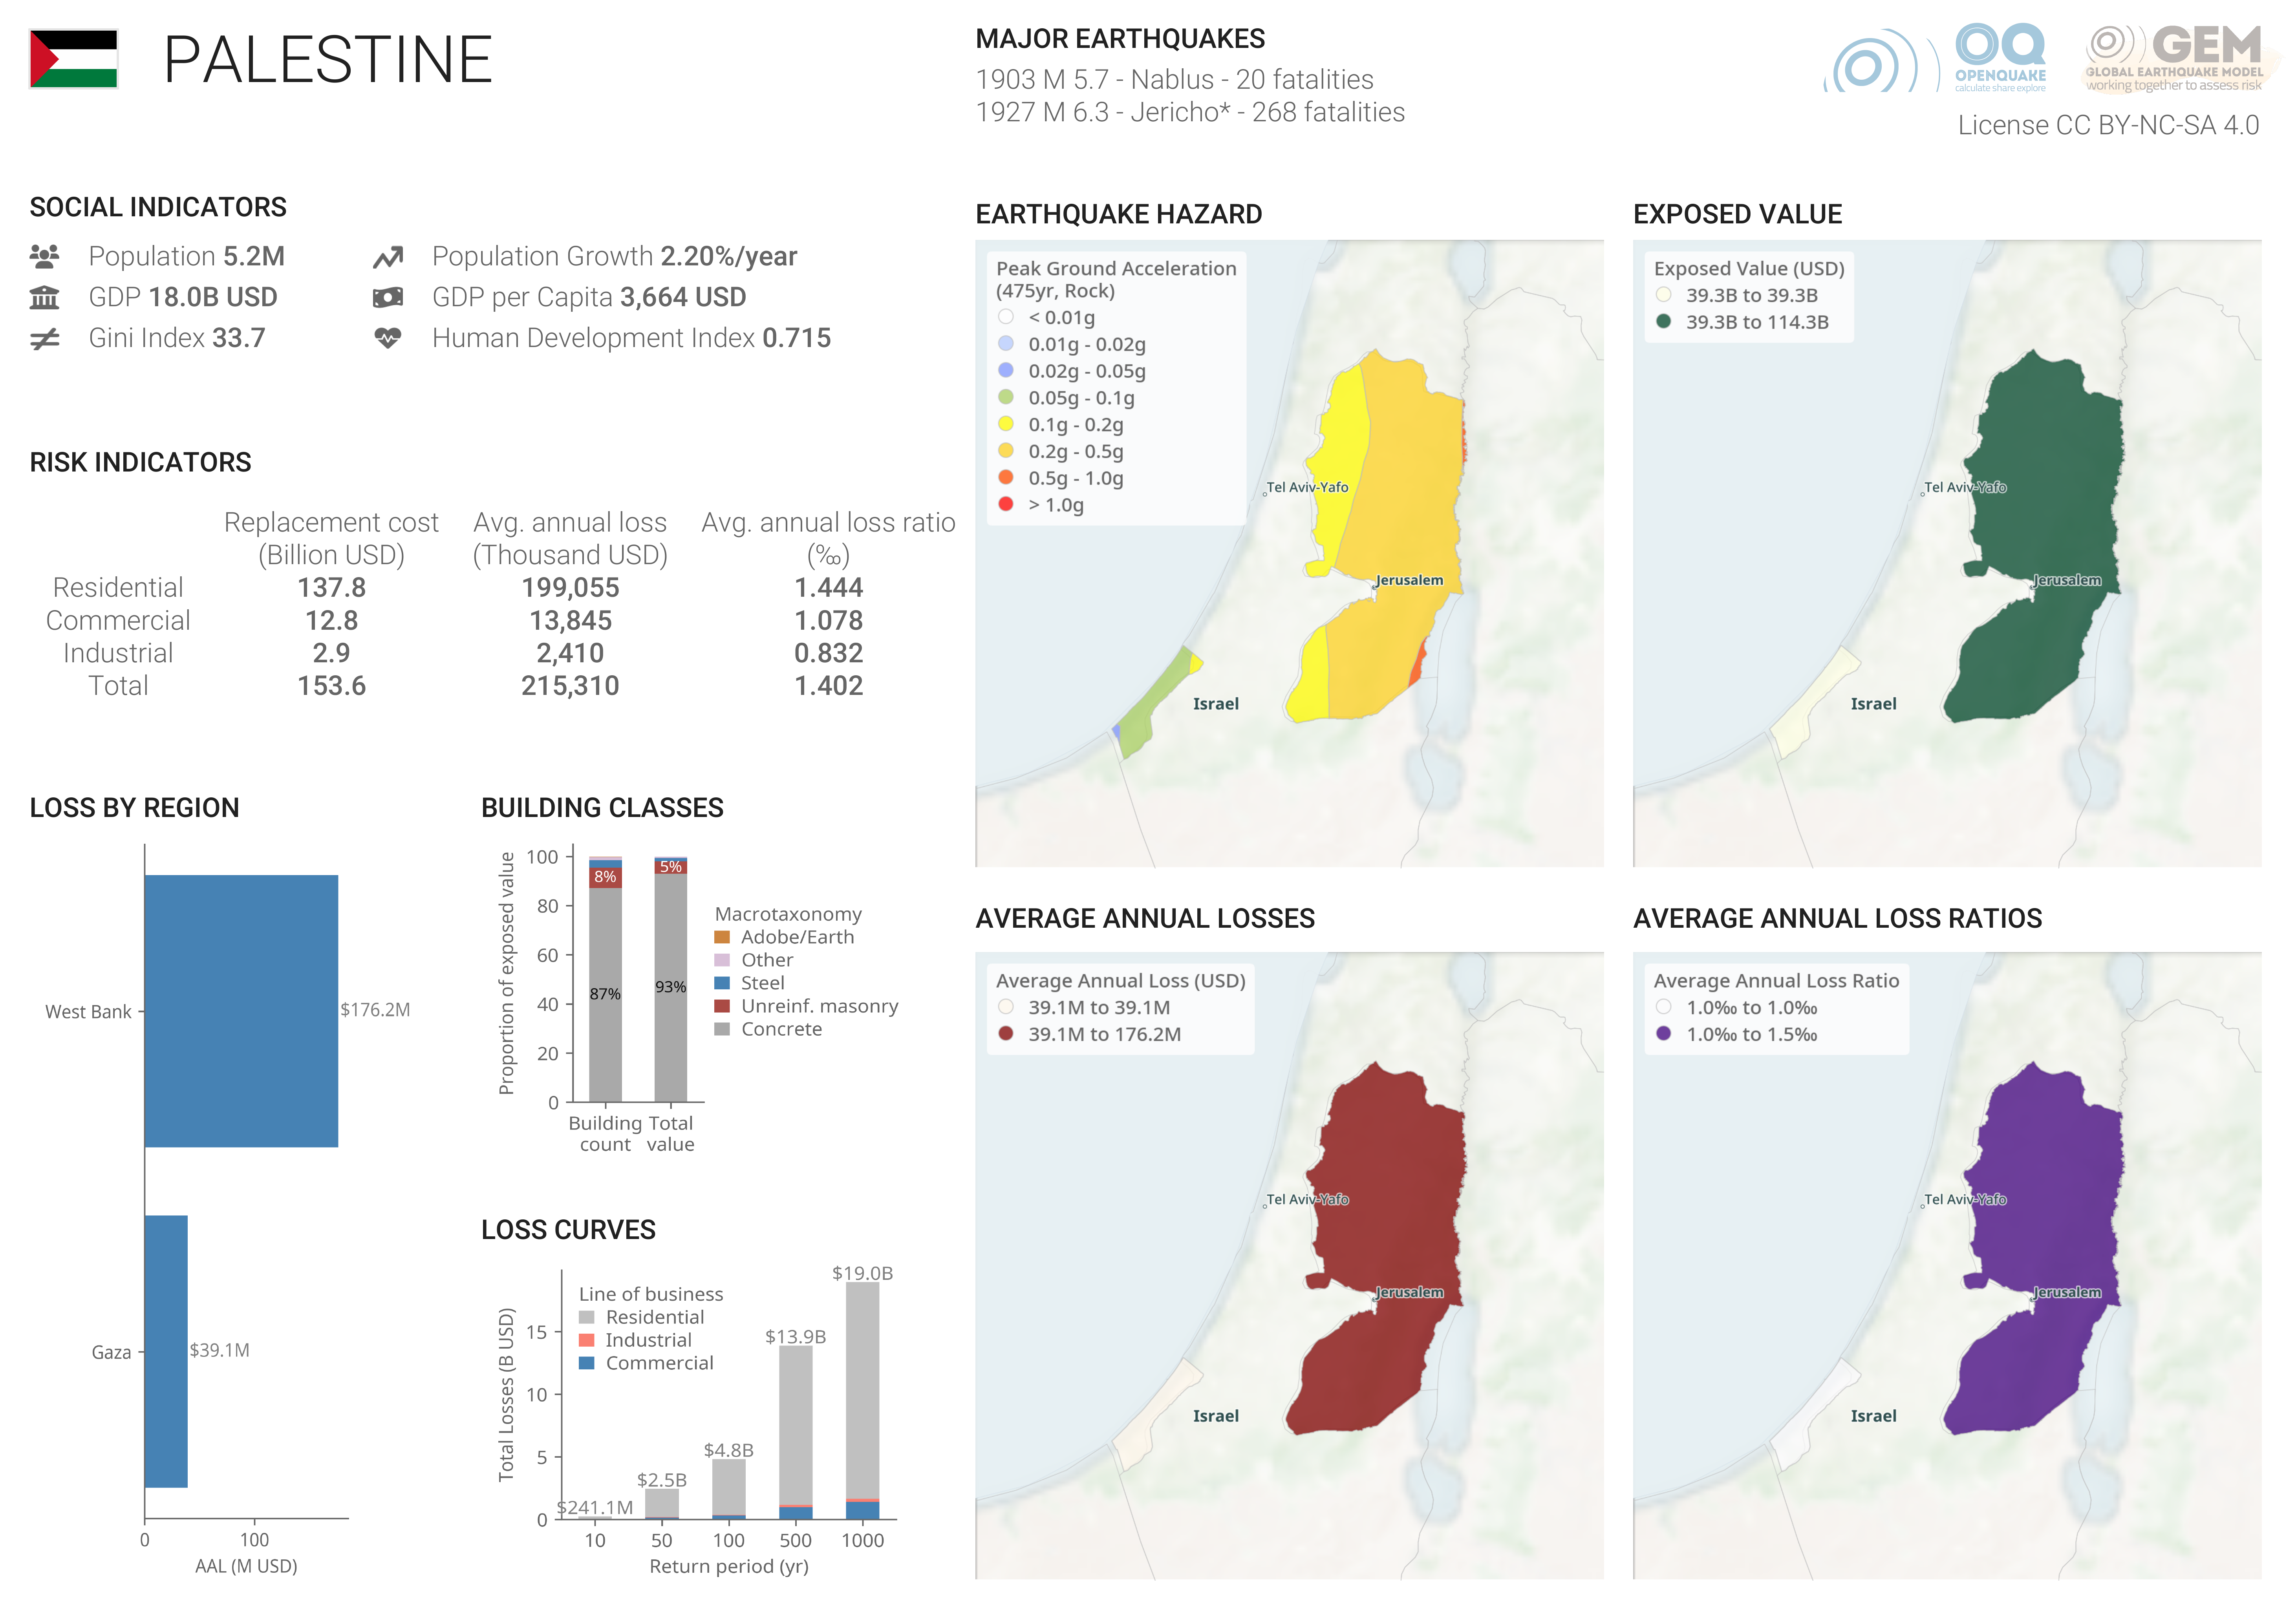 PALESTINE
MAJOR EARTHQUAKES
1903 M 5.7 - Nablus - 20 fatalities
1927 M 6.3 - Jericho* - 268 fatalities
OQ
OPENQUAKE
calculate share explore
GEM
GLOBAL EARTHQUAKE MODEL
working together to assess risk
License CC BY-NC-SA 4.0
SOCIAL INDICATORS
Population 5.2M
Population Growth 2.20%/year
GDP 18.0B USD
GDP per Capita 3,664 USD
Gini Index 33.7
Human Development Index 0.715
RISK INDICATORS
Replacement cost Avg. annual loss Avg. annual loss ratio
(Billion USD) (Thousand USD) (‰)
Residential 137.8 199,055 1.444
Commercial 12.8 13,845 1.078
Industrial 2.9 2,410 0.832
Total 153.6 215,310 1.402
LOSS BY REGION
West Bank
$176.2M
Gaza
$39.1M
0 100
AAL (M USD)
BUILDING CLASSES
Proportion of exposed value
100
80
60
40
20
0
8%
5%
87%
93%
Building Total
count value
Macrotaxonomy
Adobe/Earth
Other
Steel
Unreinf. masonry
Concrete
LOSS CURVES
Total Losses (B USD)
15
10
5
0
Line of business
Residential
Industrial
Commercial
$241.1M
$2.5B
$4.8B
$13.9B
$19.0B
10 50 100 500 1000
Return period (yr)
EARTHQUAKE HAZARD
Peak Ground Acceleration
(475yr, Rock)
< 0.01g
0.01g - 0.02g
0.02g - 0.05g
0.05g - 0.1g
0.1g - 0.2g
0.2g - 0.5g
0.5g - 1.0g
> 1.0g
Tel Aviv-Yafo
Jerusalem
Israel
EXPOSED VALUE
Exposed Value (USD)
39.3B to 39.3B
39.3B to 114.3B
Tel Aviv-Yafo
Jerusalem
Israel
AVERAGE ANNUAL LOSSES
Average Annual Loss (USD)
39.1M to 39.1M
39.1M to 176.2M
Tel Aviv-Yafo
Jerusalem
Israel
AVERAGE ANNUAL LOSS RATIOS
Average Annual Loss Ratio
1.0‰ to 1.0‰
1.0‰ to 1.5‰
Tel Aviv-Yafo
Jerusalem
Israel